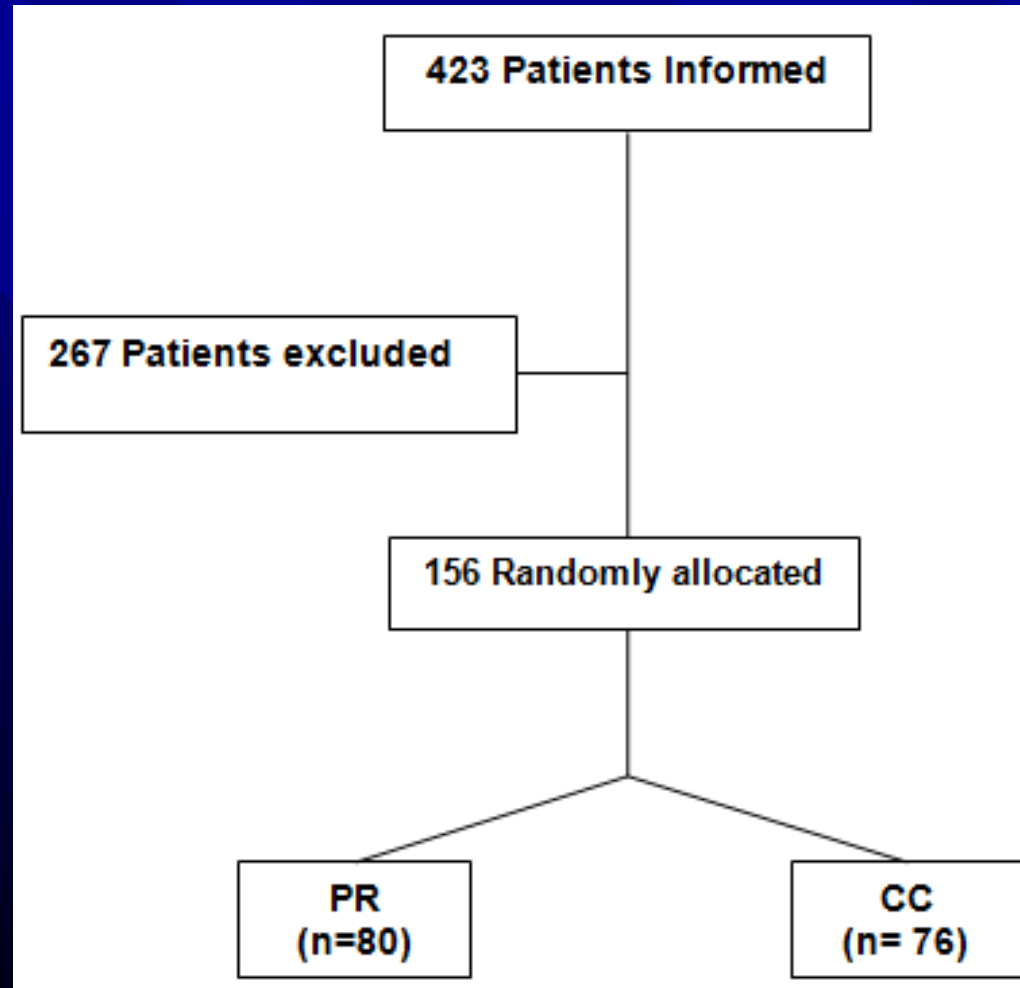 423 Patients Informed
267 Patients excluded
156 Randomly allocated
PR
(n=80)
CC
(n= 76)